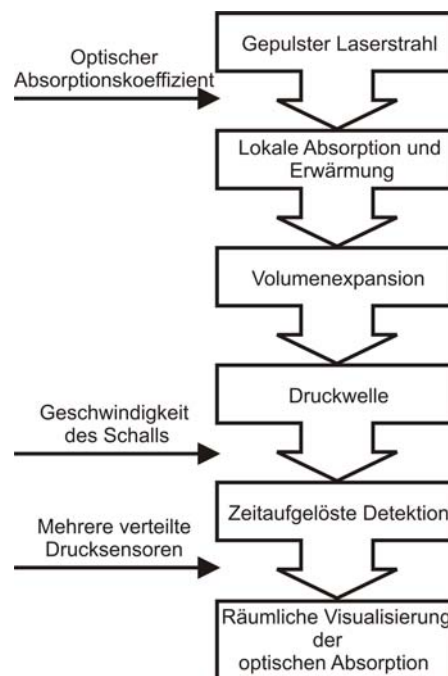 Gepulster Laserstrahl
Optischer
Absorptionskoeffizient
Lokale Absorption und
Erwärmung
Volumenexpansion
Druckwelle
Geschwindigkeit
des Schalls
Zeitaufgelöste Detektion
Mehrere verteilte
Drucksensoren
Räumliche Visualisierung
der
optischen Absorption